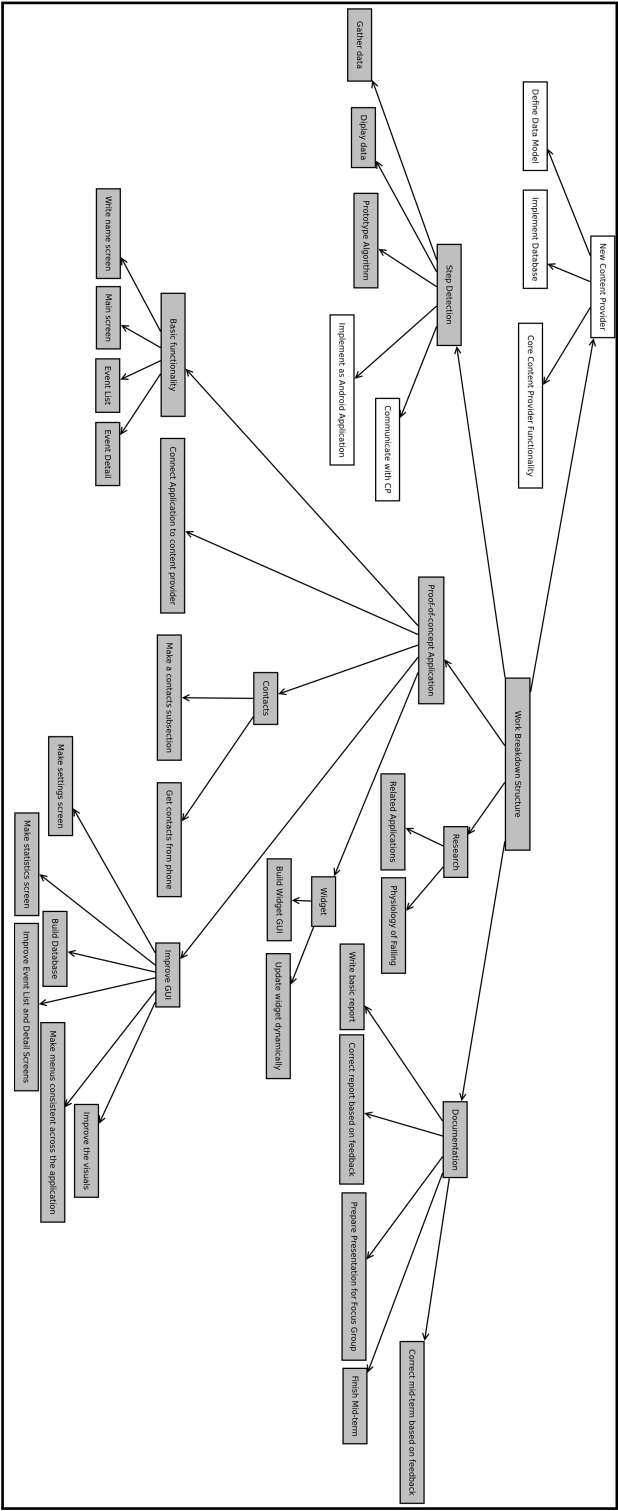 New Content Provider
Define Data Model
Implement Database
Core Content Provider Functionality
Step Detection
Gather data
Diplay data
Prototype Algorithm
Implement as Android Application
Communicate with CP
Work Breakdown Structure
Proof-of-concept Application
Basic functionality
Write name screen
Main screen
Event List
Event Detail
Connect Application to content provider
Contacts
Make a contacts subsection
Get contacts from phone
Improve GUI
Make settings screen
Make statistics screen
Build Database
Improve Event List and Detail Screens
Make menus consistent across the application
Improve the visuals
Widget
Build Widget GUI
Update widget dynamically
Research
Related Applications
Physiology of Falling
Documentation
Write basic report
Correct report based on feedback
Prepare Presentation for Focus Group
Finish Mid-term
Correct mid-term based on feedback